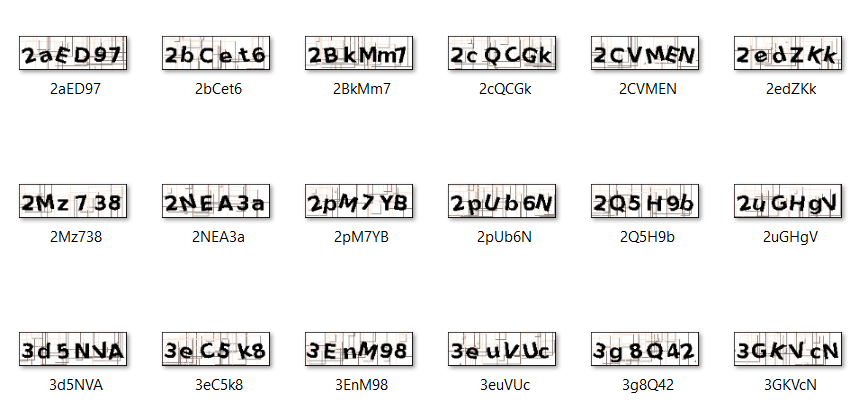 2aED97 2bCet6 2BkMm7 2cQCGk 2CVMEN 2edZKk
2aED97 2bCet6 2BkMm7 2cQCGk 2CVMEN 2edZKk
2Mz738 2NEA3a 2pM7YB 2pUb6N 2Q5H9b 2uGHgV
2Mz738 2NEA3a 2pM7YB 2pUb6N 2Q5H9b 2uGHgV
3d5NVA 3eC5k8 3EnM98 3euVUc 3g8Q42 3GKVcN
3d5NVA 3eC5k8 3EnM98 3euVUc 3g8Q42 3GKVcN